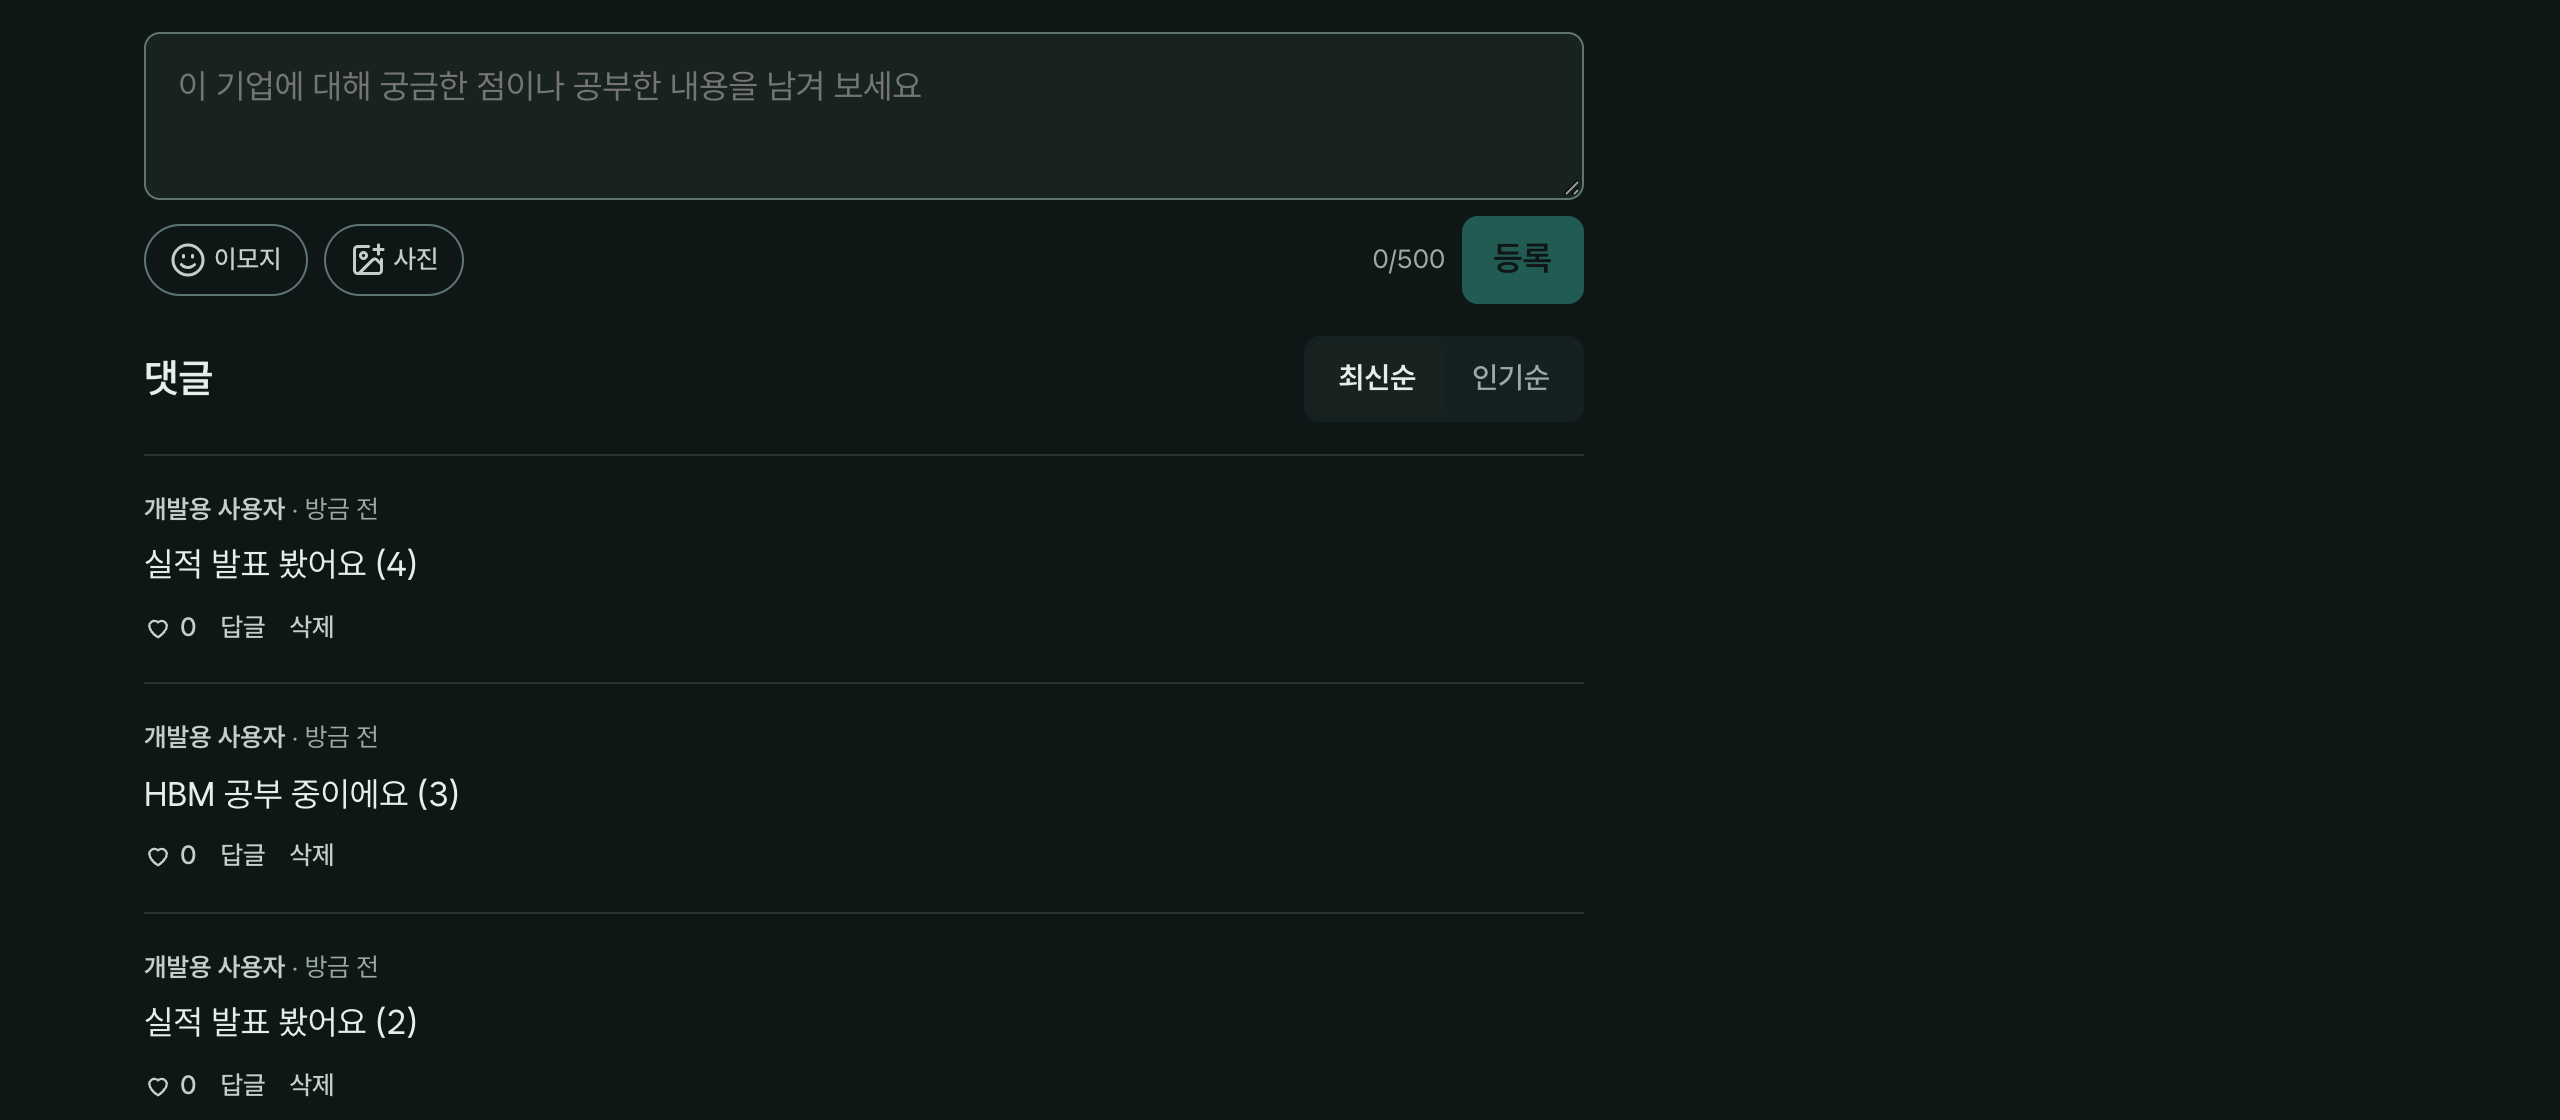 이 기업에 대해 궁금한 점이나 공부한 내용을 남겨 보세요
이모지 사진 0/500 등록
댓글 최신순 인기순
개발용 사용자 · 방금 전
실적 발표 봤어요 (4)
0 답글 삭제
개발용 사용자 · 방금 전
HBM 공부 중이에요 (3)
0 답글 삭제
개발용 사용자 · 방금 전
실적 발표 봤어요 (2)
0 답글 삭제